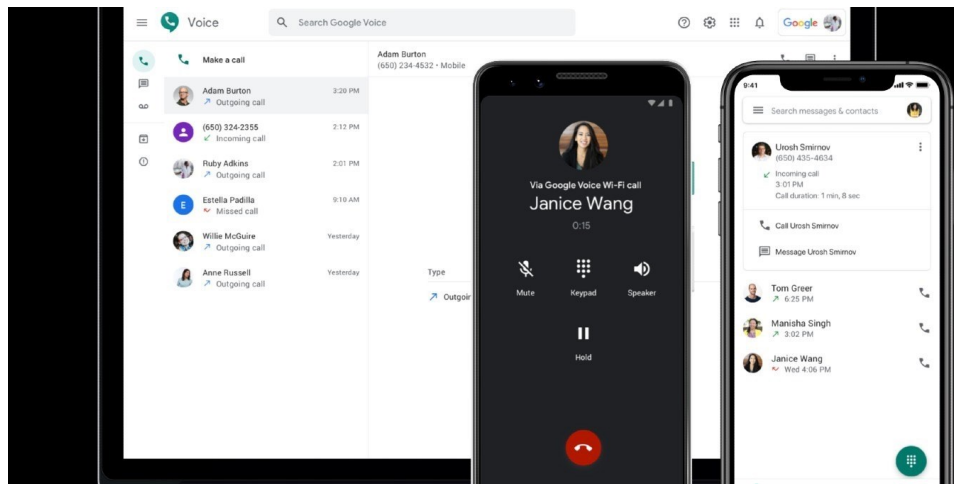 Voice
Search Google Voice
Google
Make a call
Adam Burton
Outgoing call
3:20 PM
(650) 324-2355
Incoming call
2:12 PM
Ruby Adkins
Outgoing call
2:01 PM
E
Estella Padilla
Missed call
9:10 AM
Willie McGuire
Outgoing call
Yesterday
Anne Russell
Outgoing call
Yesterday
Adam Burton
(650) 234-4532 • Mobile
Type
Outgoin
Via Google Voice Wi-Fi call
Janice Wang
0:15
Mute Keypad Speaker
Hold
9:41
Search messages & contacts
Urosh Smirnov
(650) 435-4634
Incoming call
3:01 PM
Call duration: 1 min, 8 sec
Call Urosh Smirnov
Message Urosh Smirnov
Tom Greer
6:25 PM
Manisha Singh
3:02 PM
Janice Wang
Wed 4:06 PM